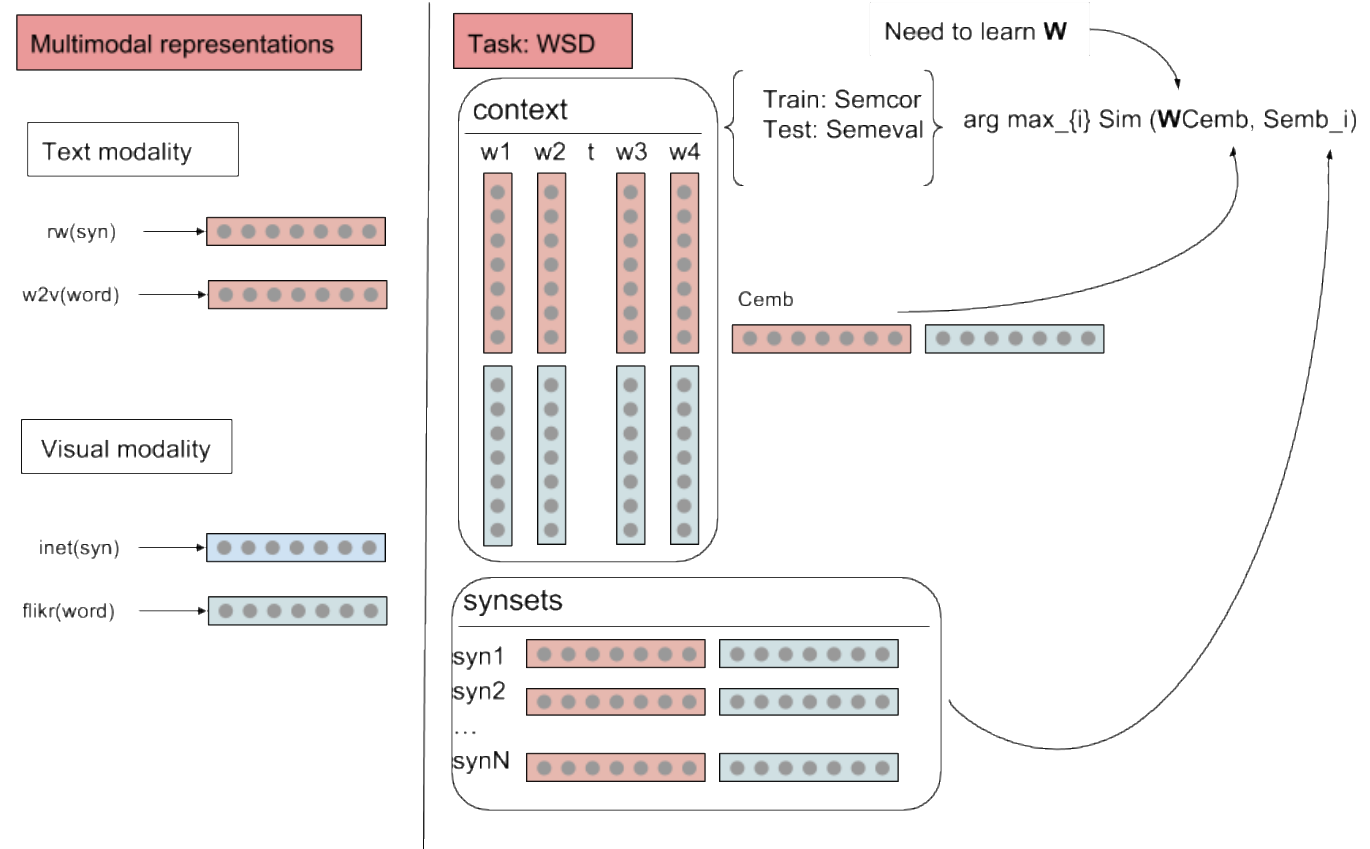 Multimodal representations
Text modality
rw(syn)
w2v(word)
Visual modality
inet(syn)
flikr(word)
Task: WSD
context
w1 w2 t w3 w4
Train: Semcor
Test: Semeval
Need to learn W
arg max_{i} Sim (WCemb, Semb_i)
Cemb
synsets
syn1
syn2
...
synN